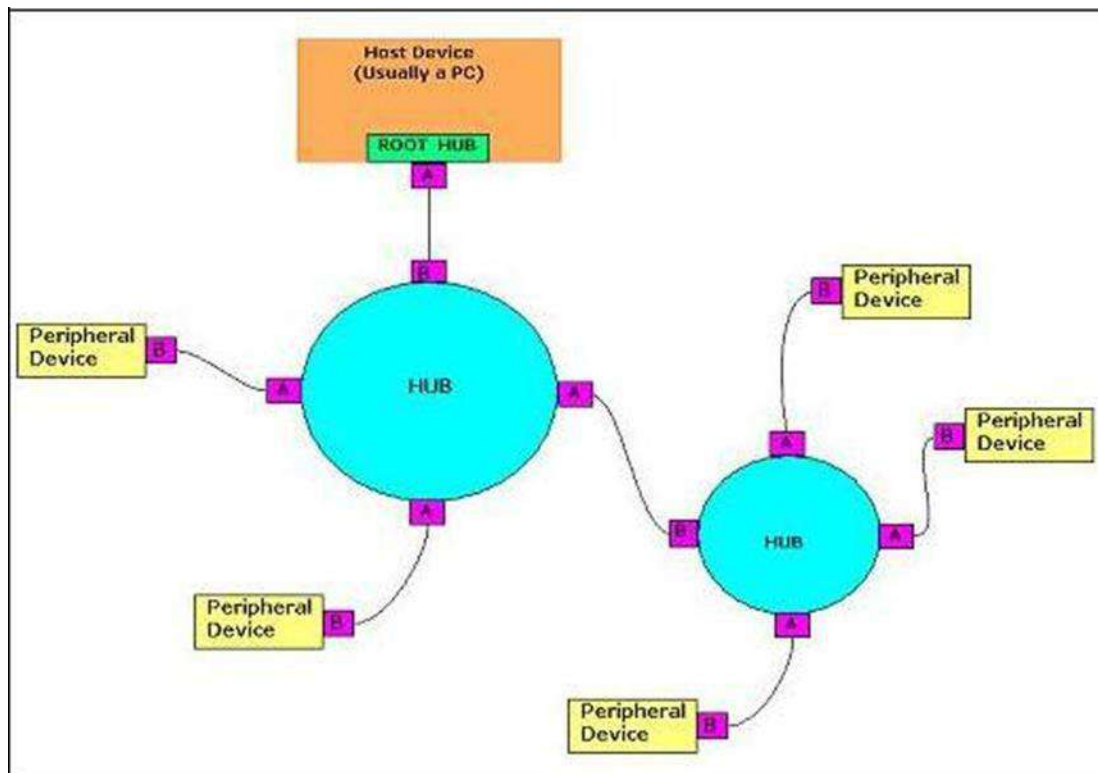 Host Device
(Usually a PC)
ROOT HUB
A
B
Peripheral
Device
B
A
HUB
A
A
Peripheral
Device
B
B
Peripheral
Device
A
B
Peripheral
Device
B
HUB
A
A
Peripheral
Device
B